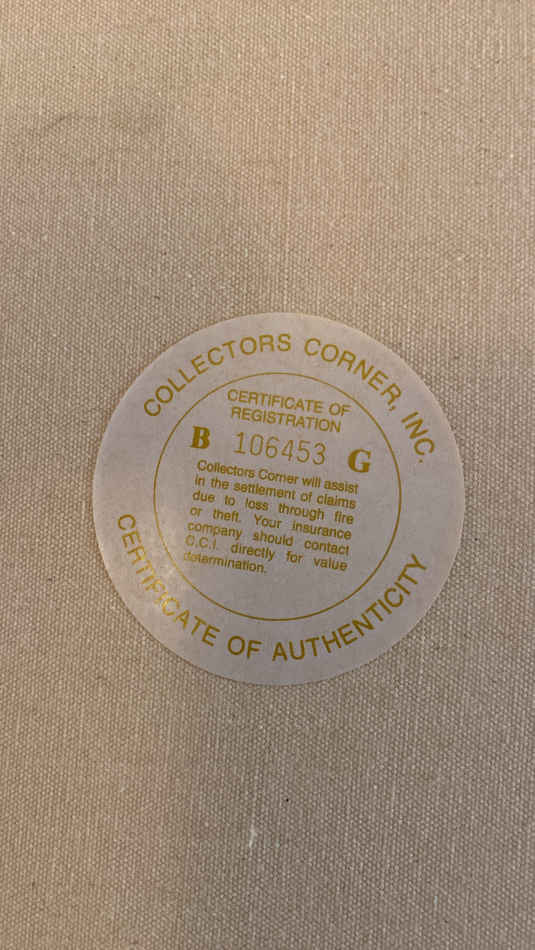 COLLECTORS CORNER, INC.
CERTIFICATE OF
REGISTRATION
B 106453 G
Collectors Corner will assist
in the settlement of claims
due to loss through fire
or theft. Your insurance
company should contact
C.C.I. directly for value
determination.
CERTIFICATE OF AUTHENTICITY